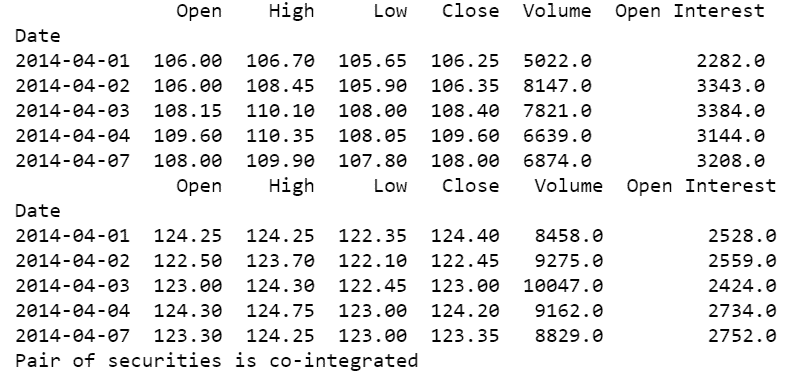 Open High Low Close Volume Open Interest
Date
2014-04-01 106.00 106.70 105.65 106.25 5022.0 2282.0
2014-04-02 106.00 108.45 105.90 106.35 8147.0 3343.0
2014-04-03 108.15 110.10 108.00 108.40 7821.0 3384.0
2014-04-04 109.60 110.35 108.05 109.60 6639.0 3144.0
2014-04-07 108.00 109.90 107.80 108.00 6874.0 3208.0
Open High Low Close Volume Open Interest
Date
2014-04-01 124.25 124.25 122.35 124.40 8458.0 2528.0
2014-04-02 122.50 123.70 122.10 122.45 9275.0 2559.0
2014-04-03 123.00 124.30 122.45 123.00 10047.0 2424.0
2014-04-04 124.30 124.75 123.00 124.20 9162.0 2734.0
2014-04-07 123.30 124.25 123.00 123.35 8829.0 2752.0
Pair of securities is co-integrated